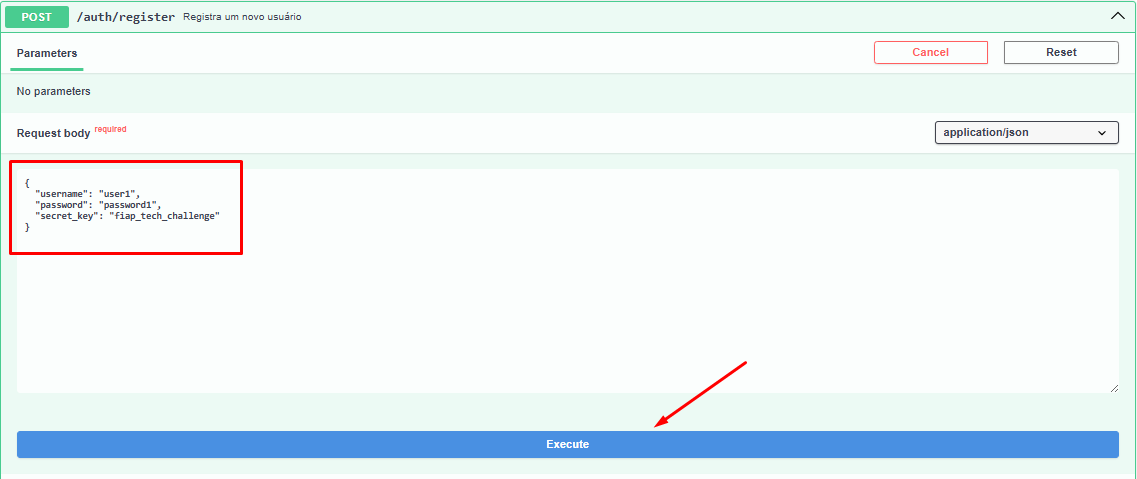 POST /auth/register Registra um novo usuário
Parameters Cancel Reset
No parameters
Request body required application/json
{
"username": "user1",
"password": "password1",
"secret_key": "fiap_tech_challenge"
}
Execute